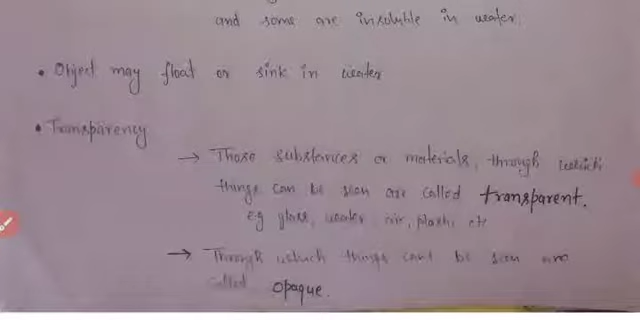 and some are insoluble in water.
• Object may float or sink in water
• Transparency
→ Those substances or materials, through which
things can be seen are called transparent.
e.g glass, water air, plastic etc
→ Through which things cant be seen are
called opaque.